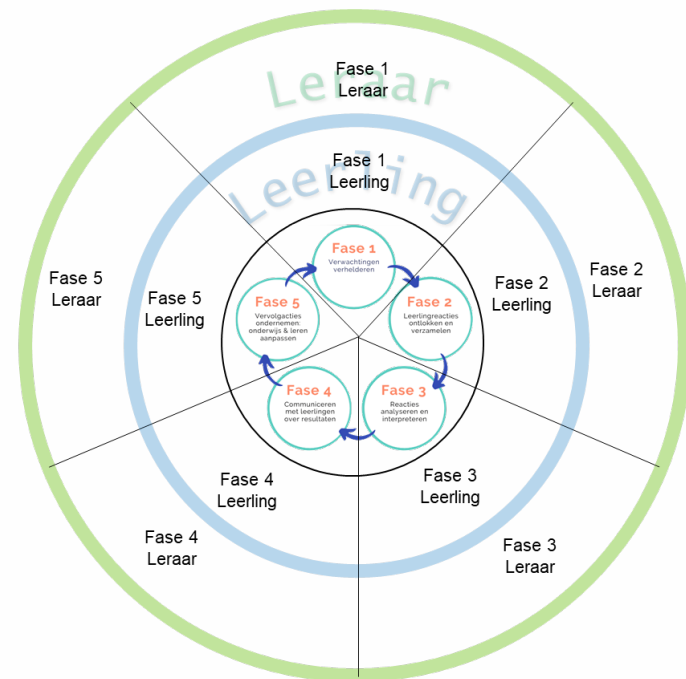 Leraar
Fase 1
Leraar
Leerling
Fase 1
Leerling
Fase 1
Verwachtingen
verhelderen
Fase 2
Leerlingreacties
ontlokken en
verzamelen
Fase 3
Reacties
analyseren en
interpreteren
Fase 4
Communiceren
met leerlingen
over resultaten
Fase 5
Vervolgacties
ondernemen:
onderwijs & leren
aanpassen
Fase 2
Leerling
Fase 2
Leraar
Fase 3
Leerling
Fase 3
Leraar
Fase 4
Leerling
Fase 4
Leraar
Fase 5
Leerling
Fase 5
Leraar